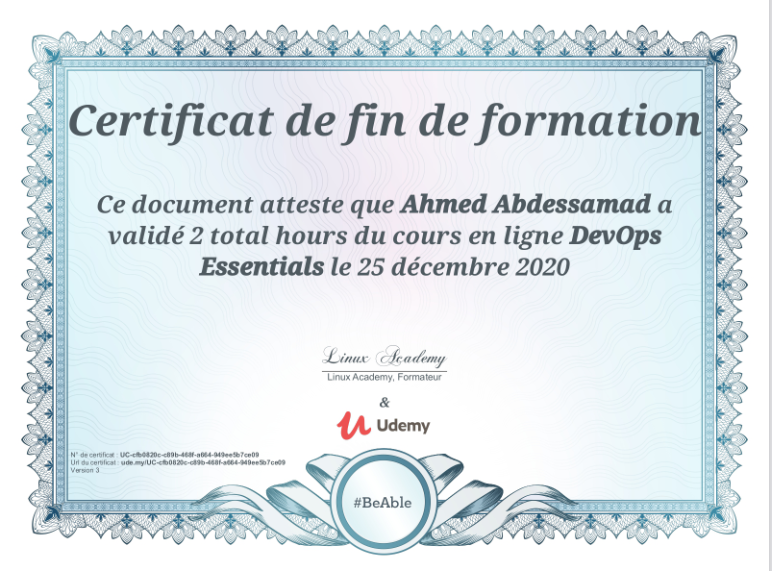 Certificat de fin de formation
Ce document atteste que Ahmed Abdessamad a
validé 2 total hours du cours en ligne DevOps
Essentials le 25 décembre 2020
Linux Academy
Linux Academy, Formateur
&
Udemy
N° de certificat : UC-cfb0820c-c89b-468f-a664-949ee5b7ce09
Url du certificat : ude.my/UC-cfb0820c-c89b-468f-a664-949ee5b7ce09
Version 3
#BeAble